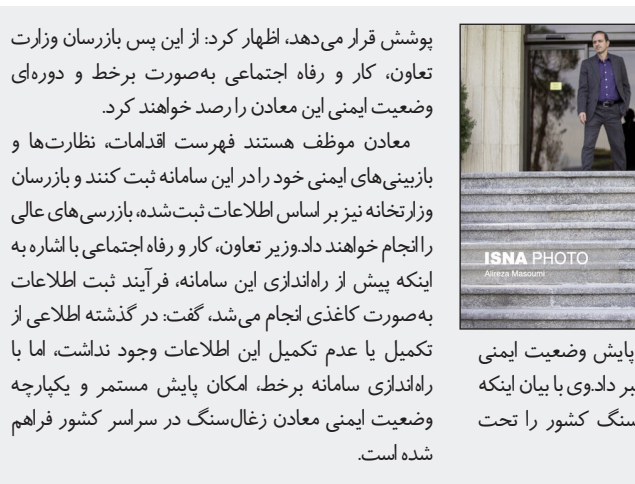 ISNA PHOTO
Alireza Masoumi
پایش وضعیت ایمنی
بر داد.وی با بیان اینکه
سنگ کشور را تحت
پوشش قرار می‌دهد، اظهار کرد: از این پس بازرسان وزارت
تعاون، کار و رفاه اجتماعی به‌صورت برخط و دوره‌ای
وضعیت ایمنی این معادن را رصد خواهند کرد.
معادن موظف هستند فهرست اقدامات، نظارت‌ها و
بازبینی‌های ایمنی خود را در این سامانه ثبت کنند و بازرسان
وزارتخانه نیز بر اساس اطلاعات ثبت‌شده، بازرسی‌های عالی
را انجام خواهند داد.وزیر تعاون، کار و رفاه اجتماعی با اشاره به
اینکه پیش از راه‌اندازی این سامانه، فرآیند ثبت اطلاعات
به‌صورت کاغذی انجام می‌شد، گفت: در گذشته اطلاعی از
تکمیل یا عدم تکمیل این اطلاعات وجود نداشت، اما با
راه‌اندازی سامانه برخط، امکان پایش مستمر و یکپارچه
وضعیت ایمنی معادن زغال‌سنگ در سراسر کشور فراهم
شده است.